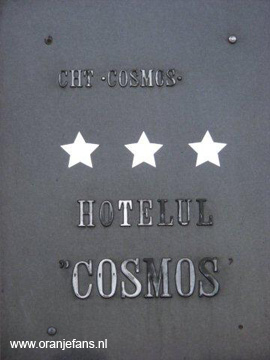 CHT ·COSMOS·
HOTELUL
"COSMOS"
www.oranjefans.nl